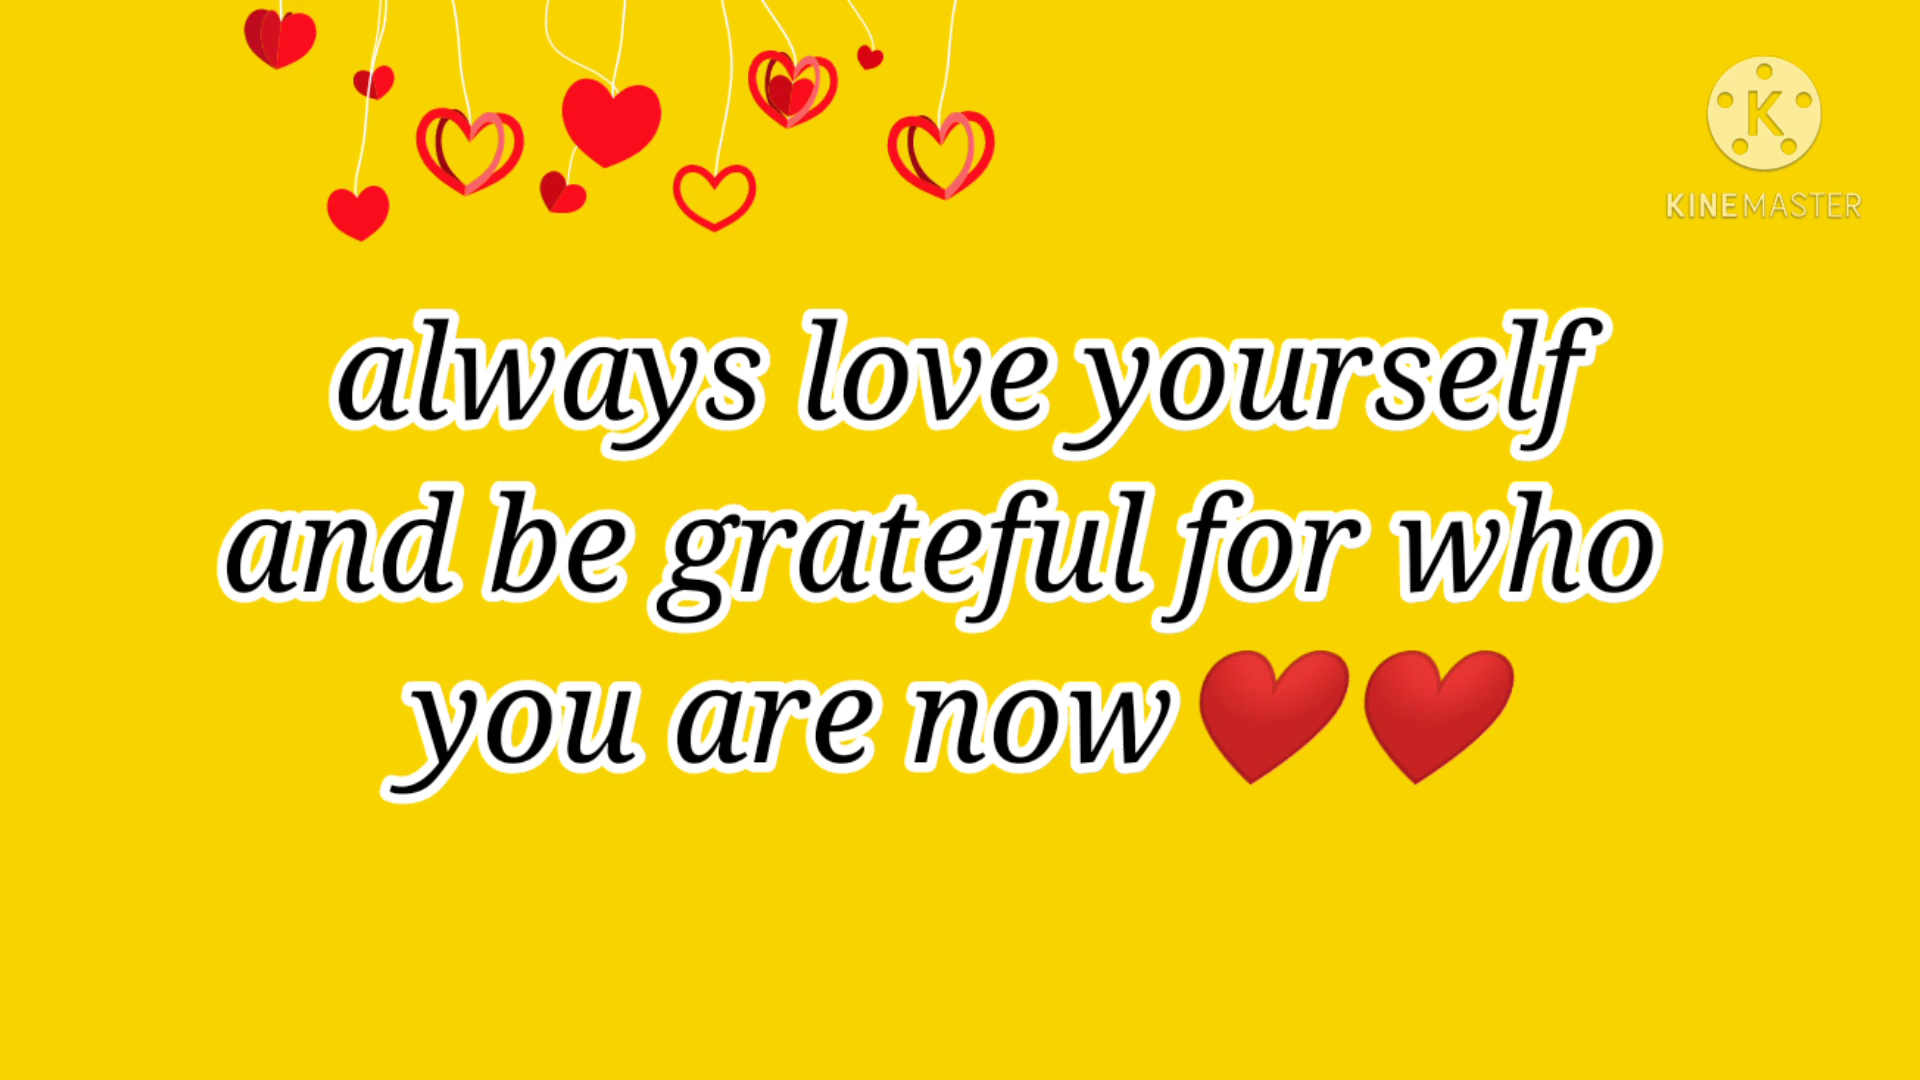 K
KINEMASTER
always love yourself
and be grateful for who
you are now ❤️❤️